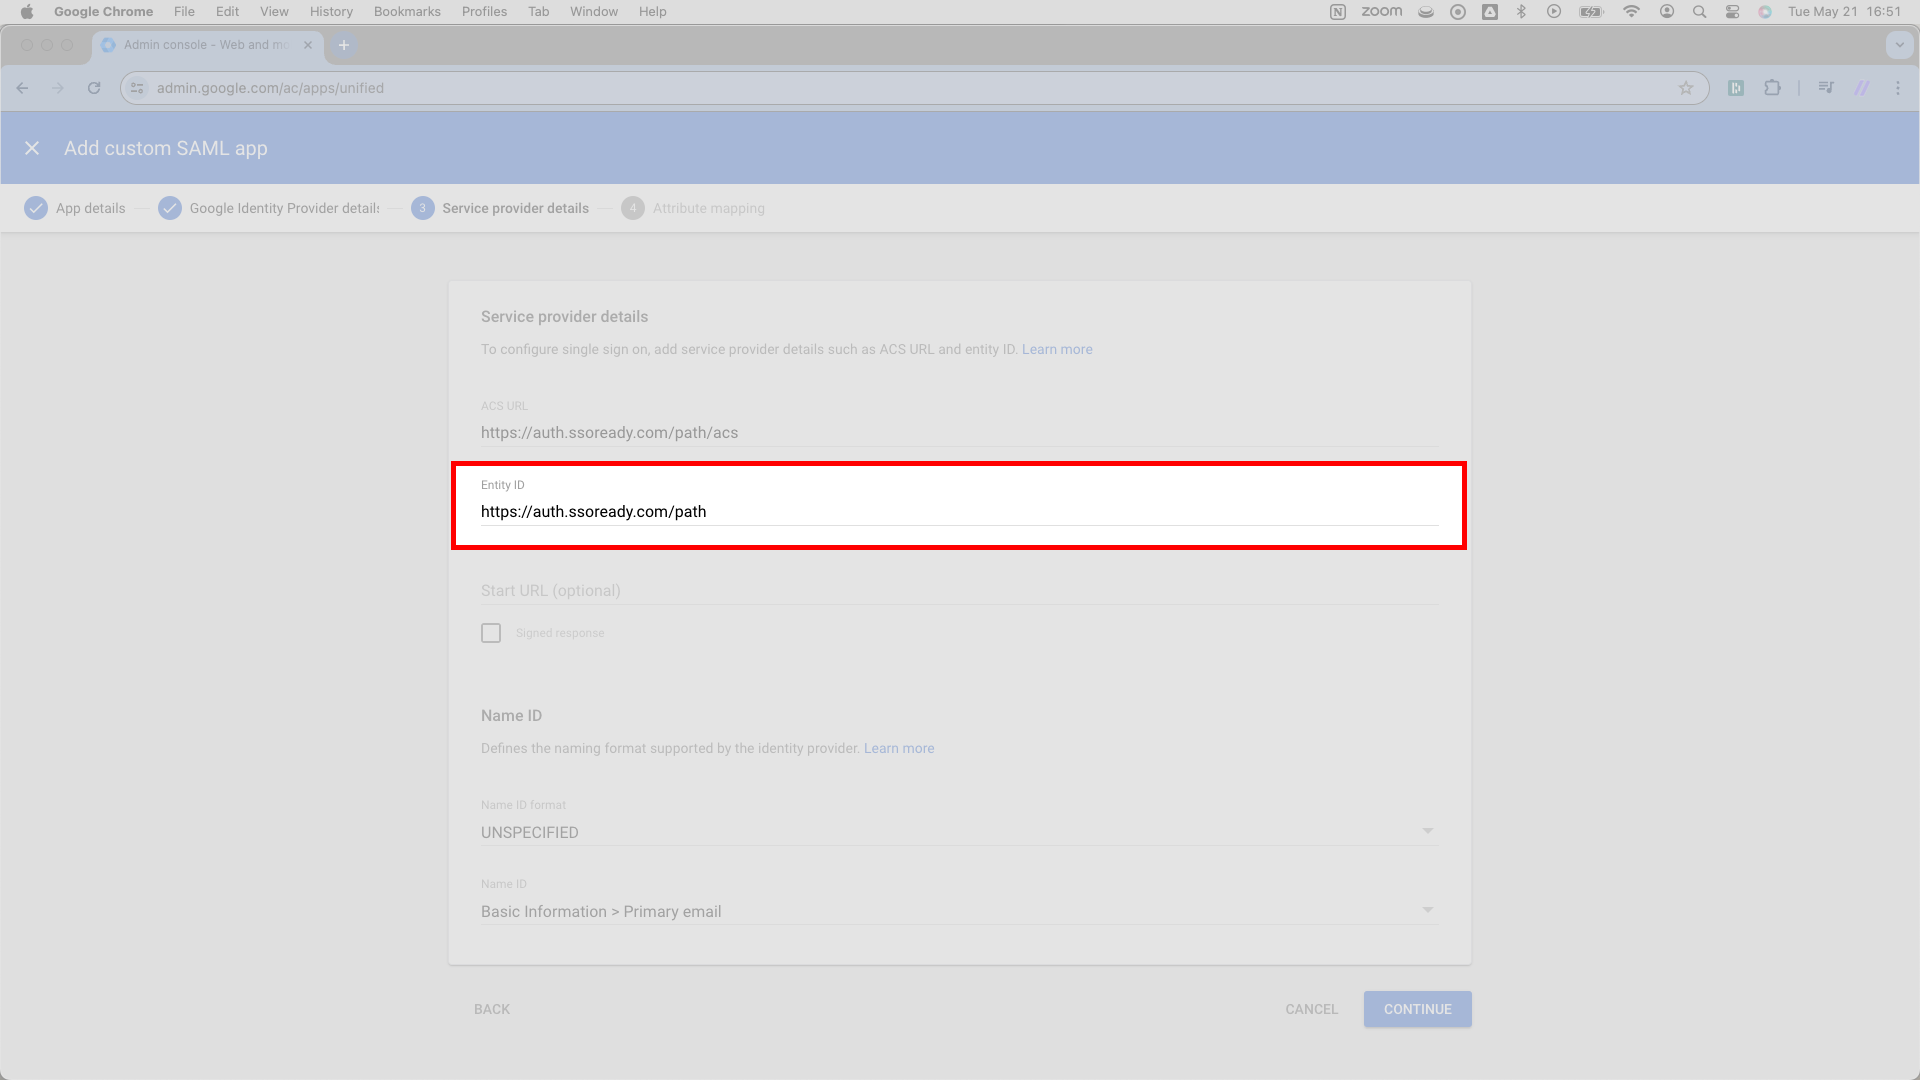 Google Chrome File Edit View History Bookmarks Profiles Tab Window Help zoom Tue May 21 16:51
Admin console - Web and mo
admin.google.com/ac/apps/unified
Add custom SAML app
App details Google Identity Provider details 3 Service provider details 4 Attribute mapping
Service provider details
To configure single sign on, add service provider details such as ACS URL and entity ID. Learn more
ACS URL
https://auth.ssoready.com/path/acs
Entity ID
https://auth.ssoready.com/path
Start URL (optional)
Signed response
Name ID
Defines the naming format supported by the identity provider. Learn more
Name ID format
UNSPECIFIED
Name ID
Basic Information > Primary email
BACK CANCEL CONTINUE